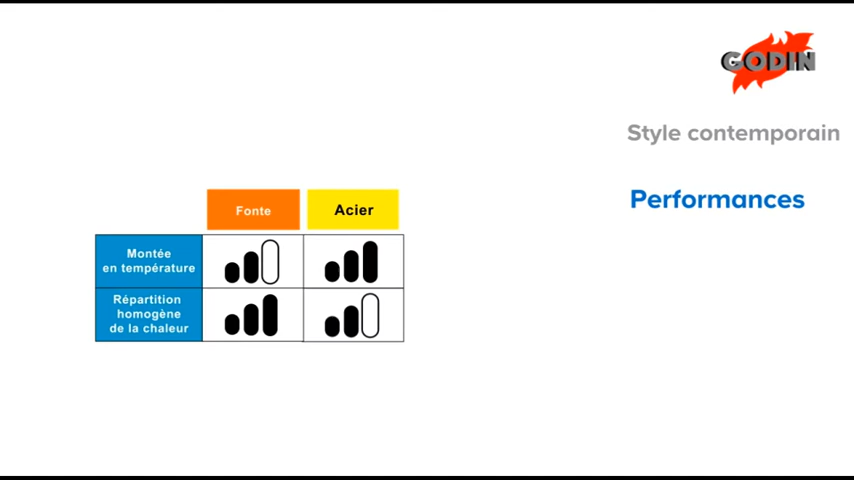 GODIN
Style contemporain
Performances
Fonte
Acier
Montée
en température
Répartition
homogène
de la chaleur